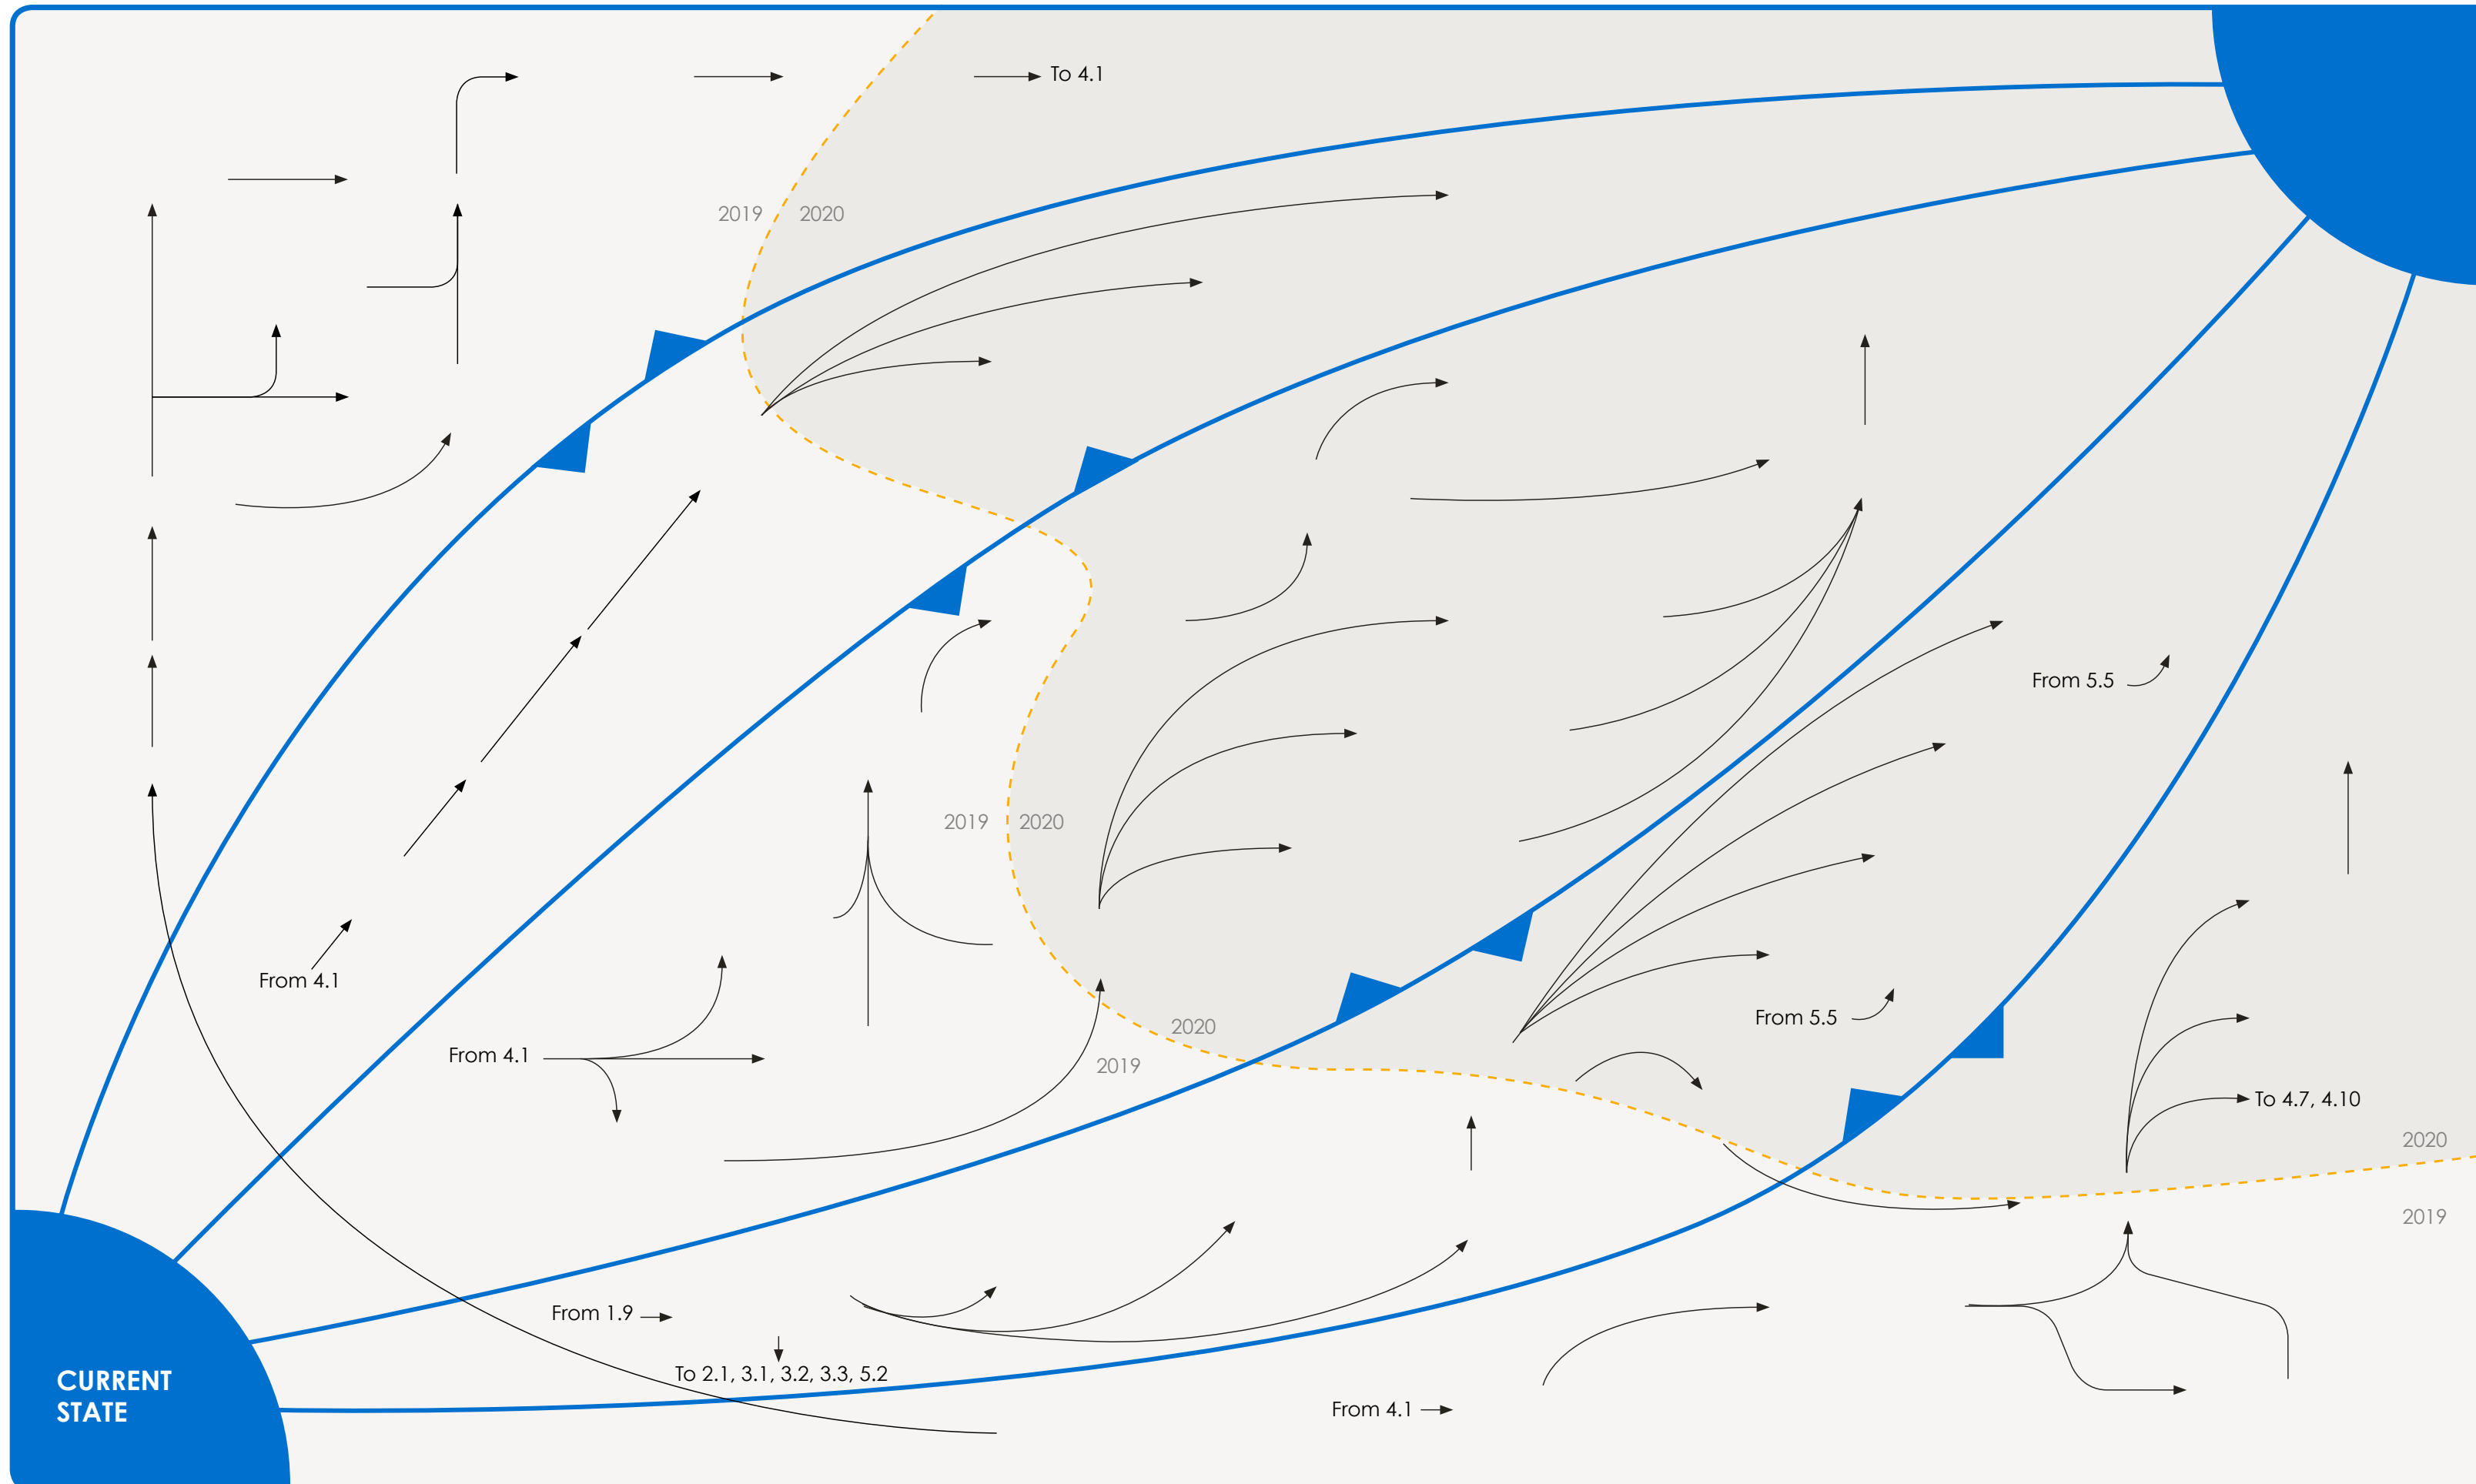 To 4.1
2019
2020
From 5.5
2019
2020
From 4.1
From 5.5
2020
From 4.1
2019
To 4.7, 4.10
2020
2019
From 1.9
To 2.1, 3.1, 3.2, 3.3, 5.2
CURRENT
STATE
From 4.1